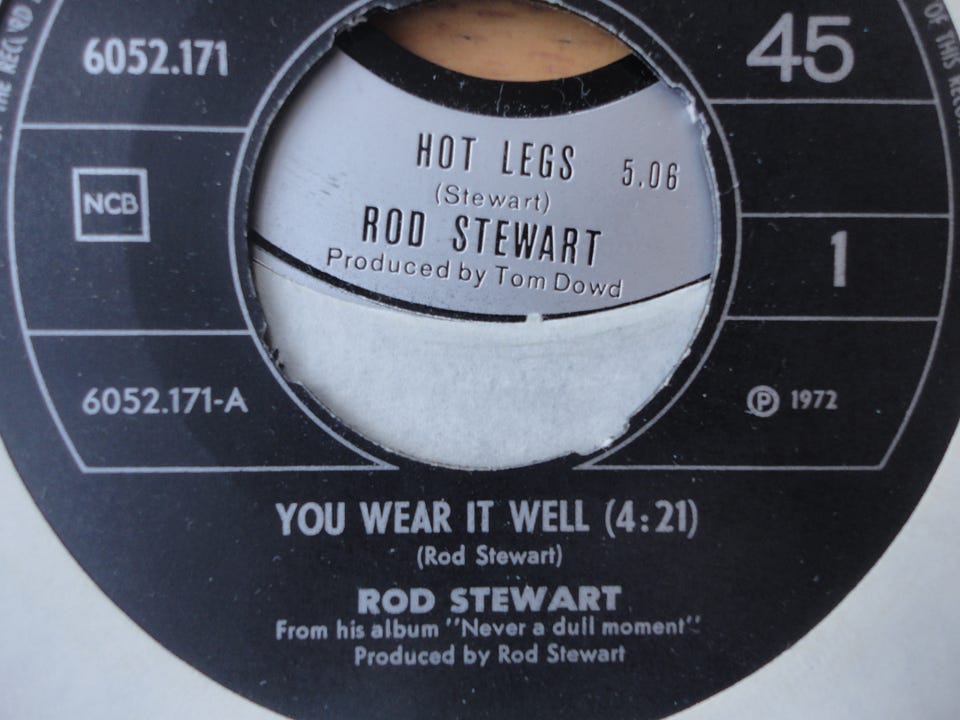 6052.171
45
NCB
1
6052.171-A
Ⓟ 1972
HOT LEGS 5.06
(Stewart)
ROD STEWART
Produced by Tom Dowd
YOU WEAR IT WELL (4:21)
(Rod Stewart)
ROD STEWART
From his album "Never a dull moment"
Produced by Rod Stewart
OF THIS